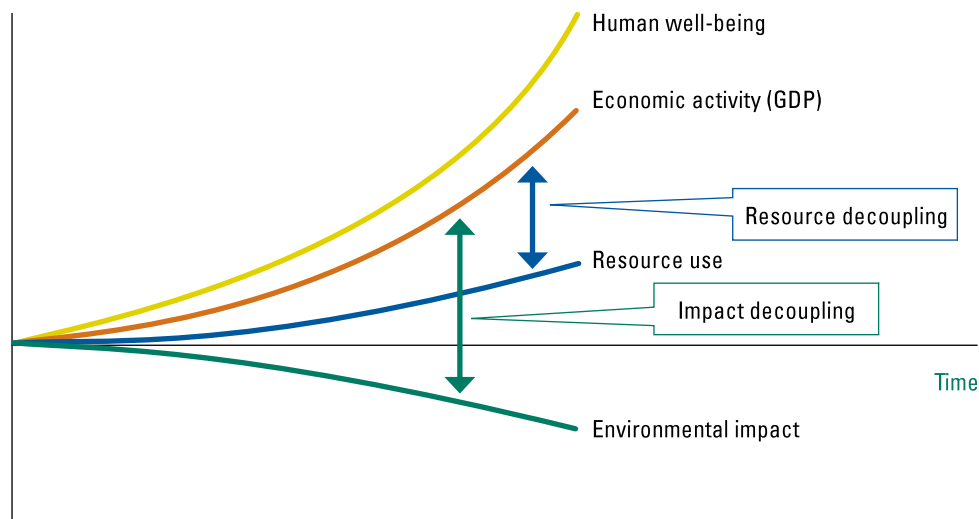 Human well-being
Economic activity (GDP)
Resource decoupling
Resource use
Impact decoupling
Time
Environmental impact